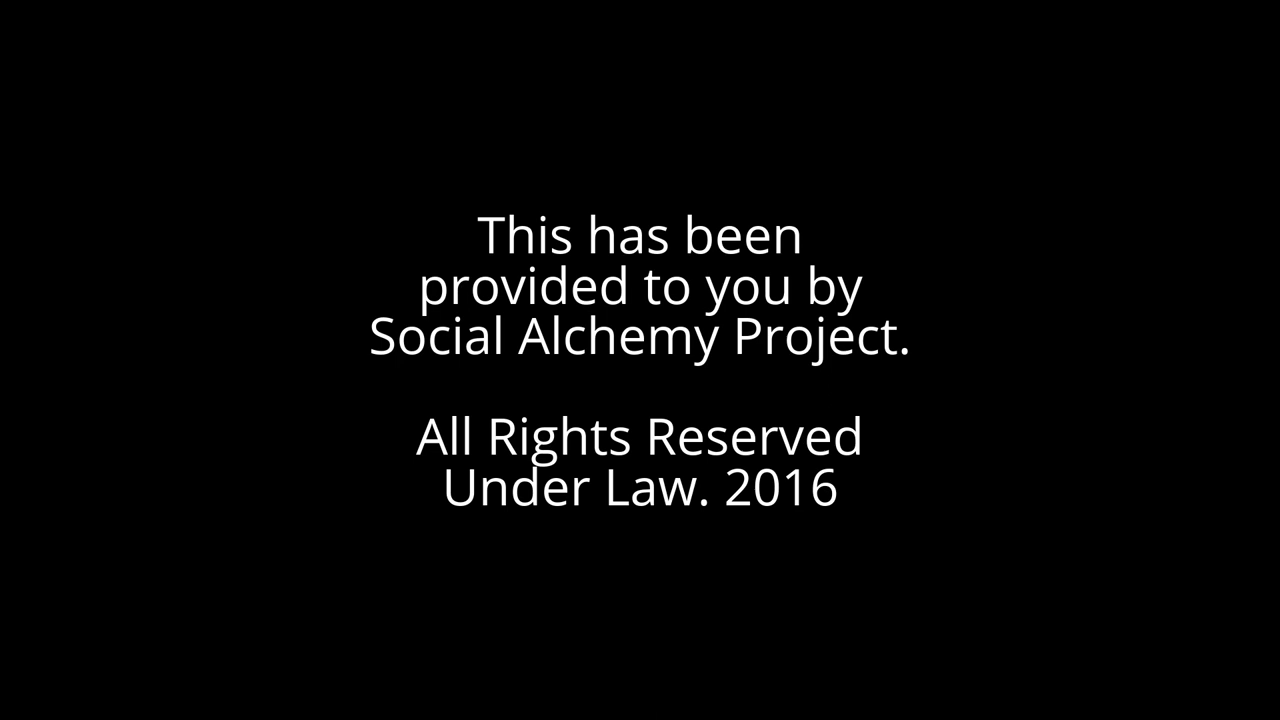 This has been
provided to you by
Social Alchemy Project.
All Rights Reserved
Under Law. 2016